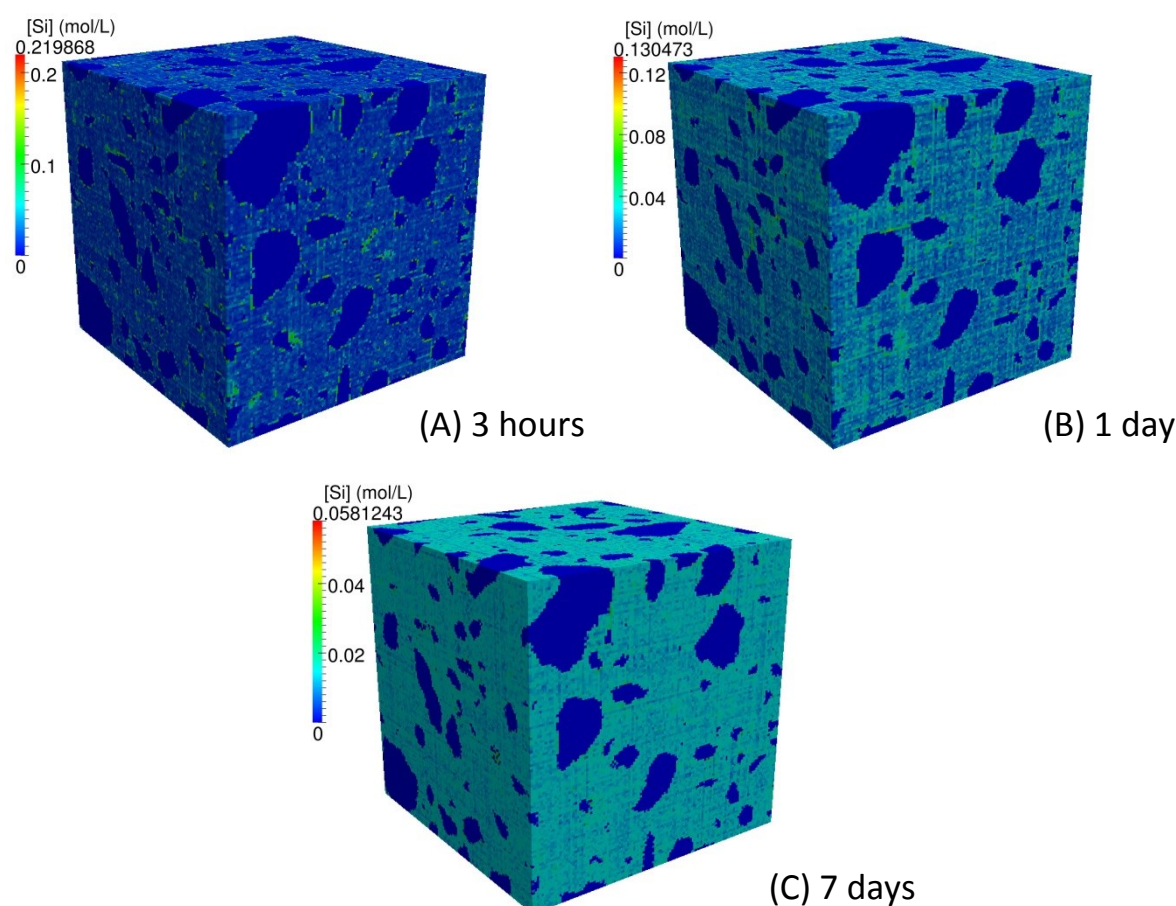 [Si] (mol/L)
0.219868
0.2
0.1
0
(A) 3 hours
[Si] (mol/L)
0.130473
0.12
0.08
0.04
0
(B) 1 day
[Si] (mol/L)
0.0581243
0.04
0.02
0
(C) 7 days